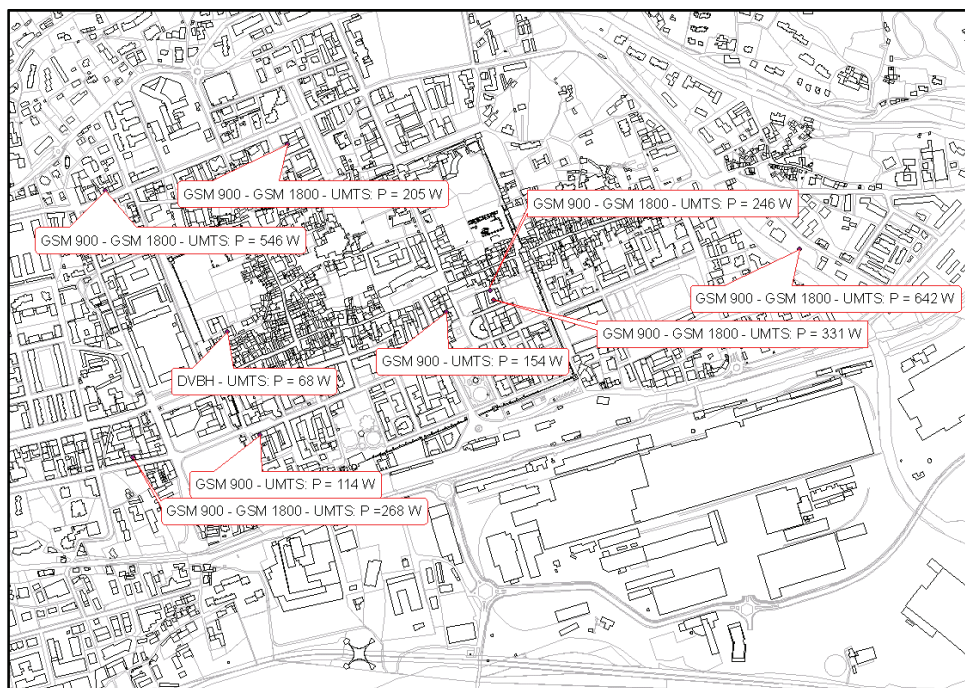 GSM 900 - GSM 1800 - UMTS: P = 205 W
GSM 900 - GSM 1800 - UMTS: P = 246 W
GSM 900 - GSM 1800 - UMTS: P = 546 W
GSM 900 - GSM 1800 - UMTS: P = 642 W
GSM 900 - GSM 1800 - UMTS: P = 331 W
GSM 900 - UMTS: P = 154 W
DVBH - UMTS: P = 68 W
GSM 900 - UMTS: P = 114 W
GSM 900 - GSM 1800 - UMTS: P =268 W